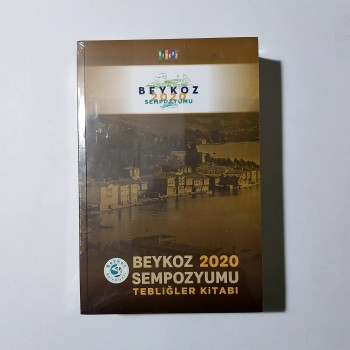 BEYKOZ
2020
SEMPOZYUMU
BEYKOZ 2020
SEMPOZYUMU
TEBLİĞLER KİTABI